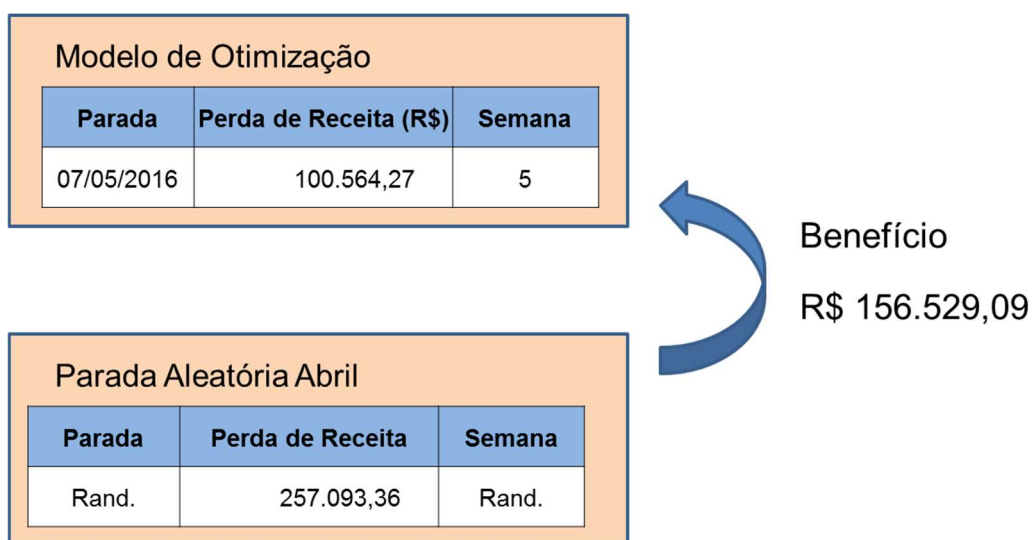 Modelo de Otimização
Parada Perda de Receita (R$) Semana
07/05/2016 100.564,27 5
Benefício
R$ 156.529,09
Parada Aleatória Abril
Parada Perda de Receita Semana
Rand. 257.093,36 Rand.